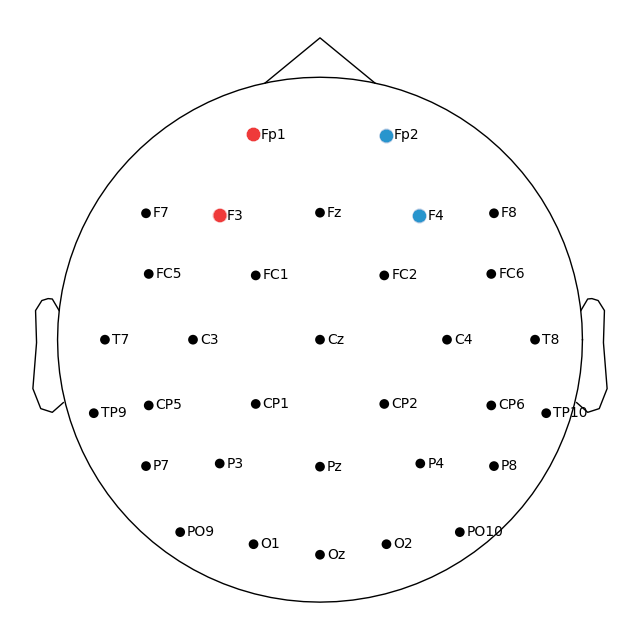 Fp1 Fp2
F7 F3 Fz F4 F8
FC5 FC1 FC2 FC6
T7 C3 Cz C4 T8
TP9 CP5 CP1 CP2 CP6 TP10
P7 P3 Pz P4 P8
PO9 O1 Oz O2 PO10